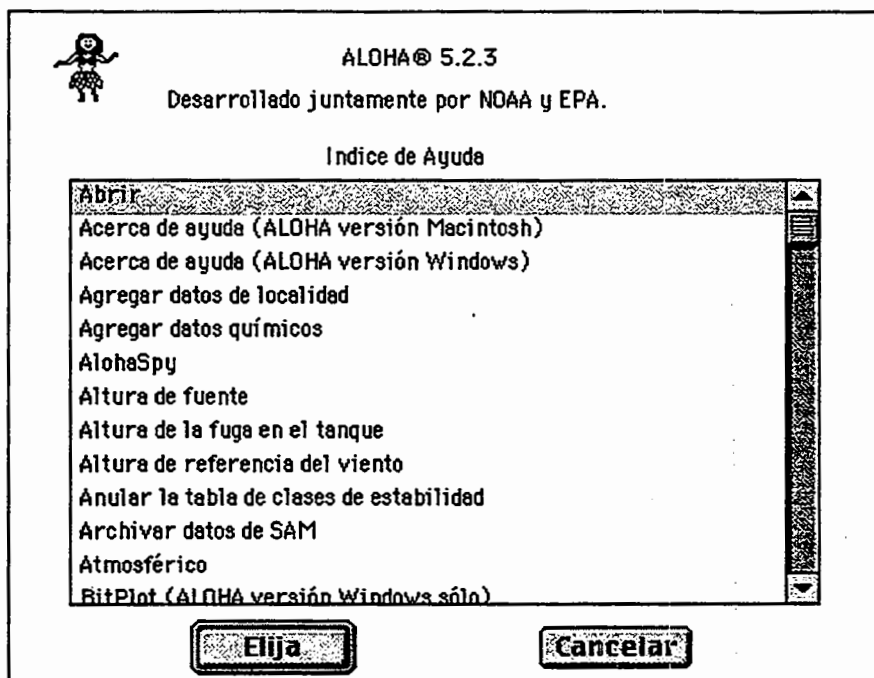 ALOHA® 5.2.3
Desarrollado juntamente por NOAA y EPA.
Indice de Ayuda
Abrir
Acerca de ayuda (ALOHA versión Macintosh)
Acerca de ayuda (ALOHA versión Windows)
Agregar datos de localidad
Agregar datos químicos
AlohaSpy
Altura de fuente
Altura de la fuga en el tanque
Altura de referencia del viento
Anular la tabla de clases de estabilidad
Archivar datos de SAM
Atmosférico
BitPlot (ALOHA versión Windows sólo)
Elija
Cancelar